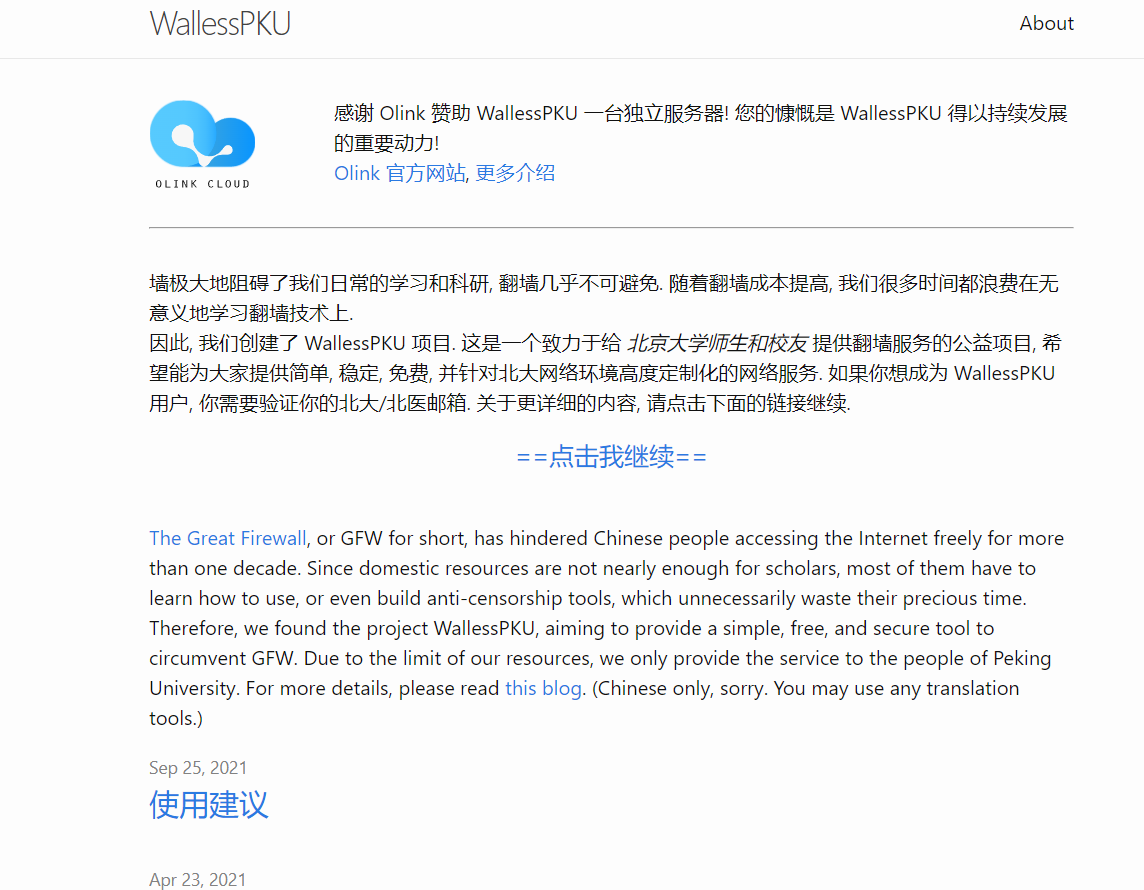 WallessPKU
About
感谢 Olink 赞助 WallessPKU 一台独立服务器! 您的慷慨是 WallessPKU 得以持续发展
的重要动力!
Olink 官方网站, 更多介绍
OLINK CLOUD
墙极大地阻碍了我们日常的学习和科研, 翻墙几乎不可避免. 随着翻墙成本提高, 我们很多时间都浪费在无
意义地学习翻墙技术上.
因此, 我们创建了 WallessPKU 项目. 这是一个致力于给 北京大学师生和校友 提供翻墙服务的公益项目, 希
望能为大家提供简单, 稳定, 免费, 并针对北大网络环境高度定制化的网络服务. 如果你想成为 WallessPKU
用户, 你需要验证你的北大/北医邮箱. 关于更详细的内容, 请点击下面的链接继续.
==点击我继续==
The Great Firewall, or GFW for short, has hindered Chinese people accessing the Internet freely for more
than one decade. Since domestic resources are not nearly enough for scholars, most of them have to
learn how to use, or even build anti-censorship tools, which unnecessarily waste their precious time.
Therefore, we found the project WallessPKU, aiming to provide a simple, free, and secure tool to
circumvent GFW. Due to the limit of our resources, we only provide the service to the people of Peking
University. For more details, please read this blog. (Chinese only, sorry. You may use any translation
tools.)
Sep 25, 2021
使用建议
Apr 23, 2021